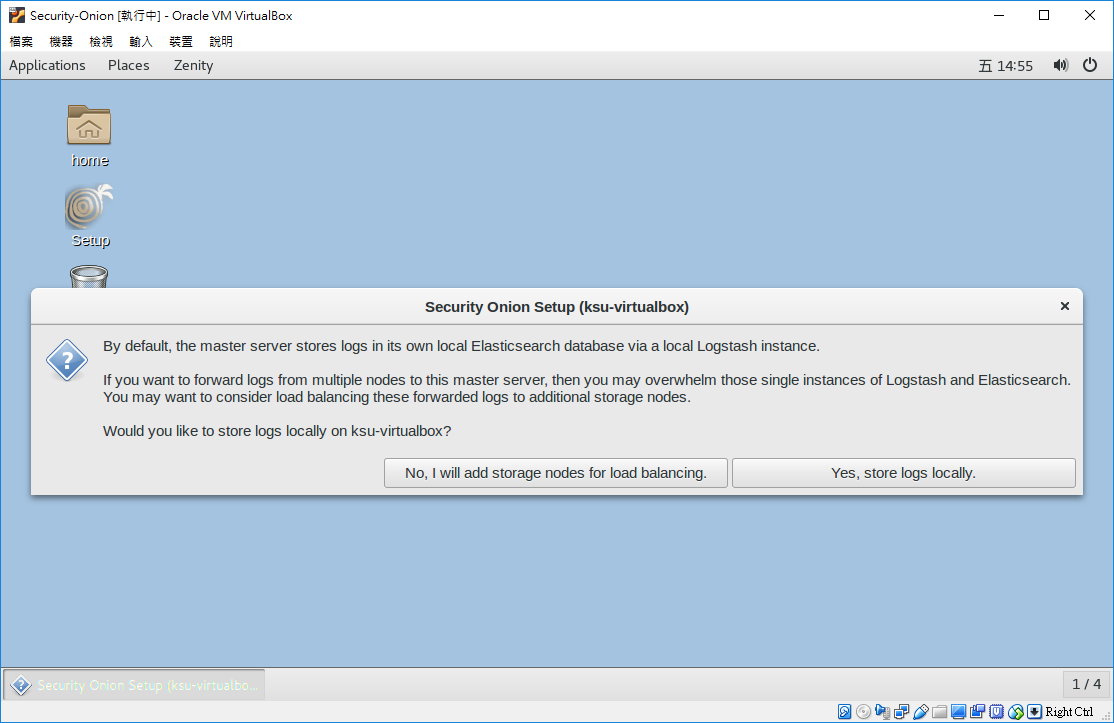 Security-Onion [執行中] - Oracle VM VirtualBox
檔案 機器 檢視 輸入 裝置 說明
Applications Places Zenity 五 14:55
home
Setup
Security Onion Setup (ksu-virtualbox)
By default, the master server stores logs in its own local Elasticsearch database via a local Logstash instance.
If you want to forward logs from multiple nodes to this master server, then you may overwhelm those single instances of Logstash and Elasticsearch.
You may want to consider load balancing these forwarded logs to additional storage nodes.
Would you like to store logs locally on ksu-virtualbox?
No, I will add storage nodes for load balancing. Yes, store logs locally.
Security Onion Setup (ksu-virtualbo... 1 / 4
Right Ctrl